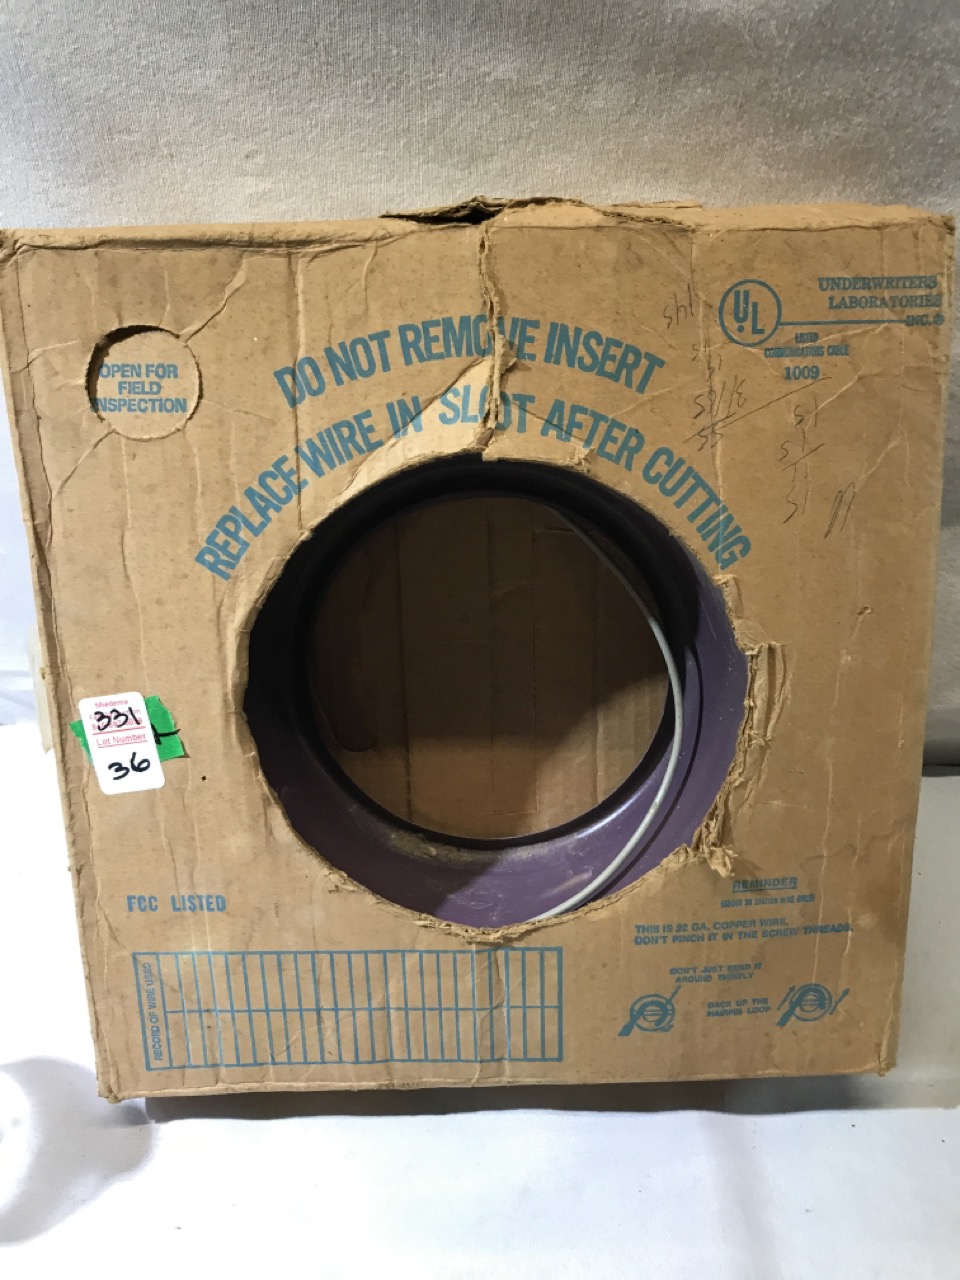 UNDERWRITERS
LABORATORIES
INC.®
UL
LISTED
COMMUNICATIONS CABLE
1009
OPEN FOR
FIELD
INSPECTION
DO NOT REMOVE INSERT
REPLACE WIRE IN SLOT AFTER CUTTING
Miedema
331
Lot Number
36
FCC LISTED
RECORD OF WIRE USED
REMINDER
THIS IS 22 GA. COPPER WIRE.
DON'T PINCH IT IN THE SCREW THREADS.
DON'T JUST BEND IT
AROUND TIGHTLY
BACK UP THE
HAIRPIN LOOP